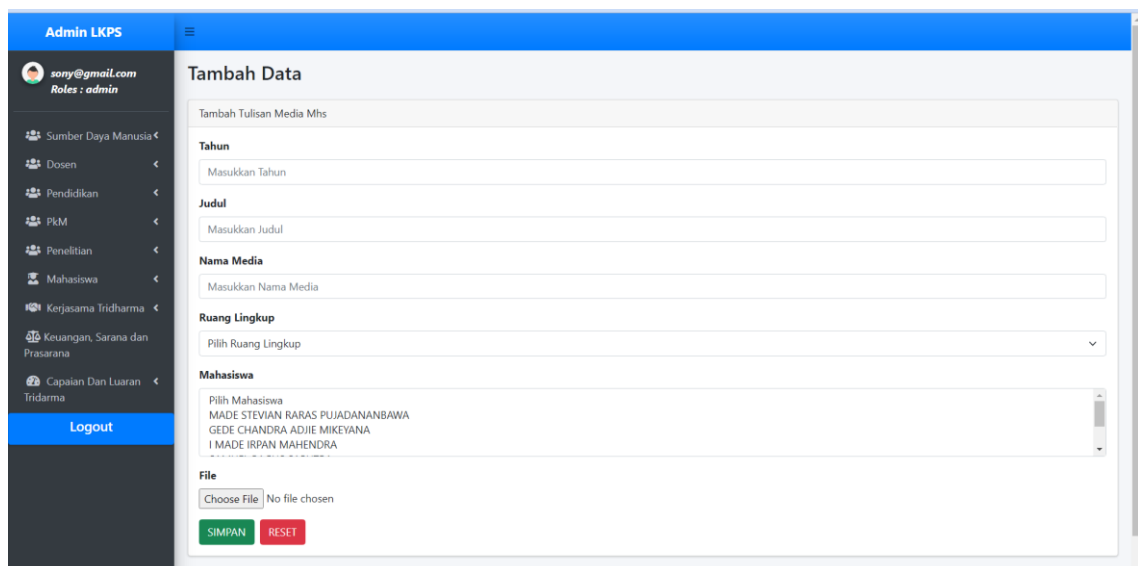 Admin LKPS
sony@gmail.com
Roles : admin
Sumber Daya Manusia
Dosen
Pendidikan
PkM
Penelitian
Mahasiswa
Kerjasama Tridharma
Keuangan, Sarana dan
Prasarana
Capaian Dan Luaran
Tridarma
Logout
Tambah Data
Tambah Tulisan Media Mhs
Tahun
Masukkan Tahun
Judul
Masukkan Judul
Nama Media
Masukkan Nama Media
Ruang Lingkup
Pilih Ruang Lingkup
Mahasiswa
Pilih Mahasiswa
MADE STEVIAN RARAS PUJADANANBAWA
GEDE CHANDRA ADJIE MIKEYANA
I MADE IRPAN MAHENDRA
File
Choose File No file chosen
SIMPAN RESET